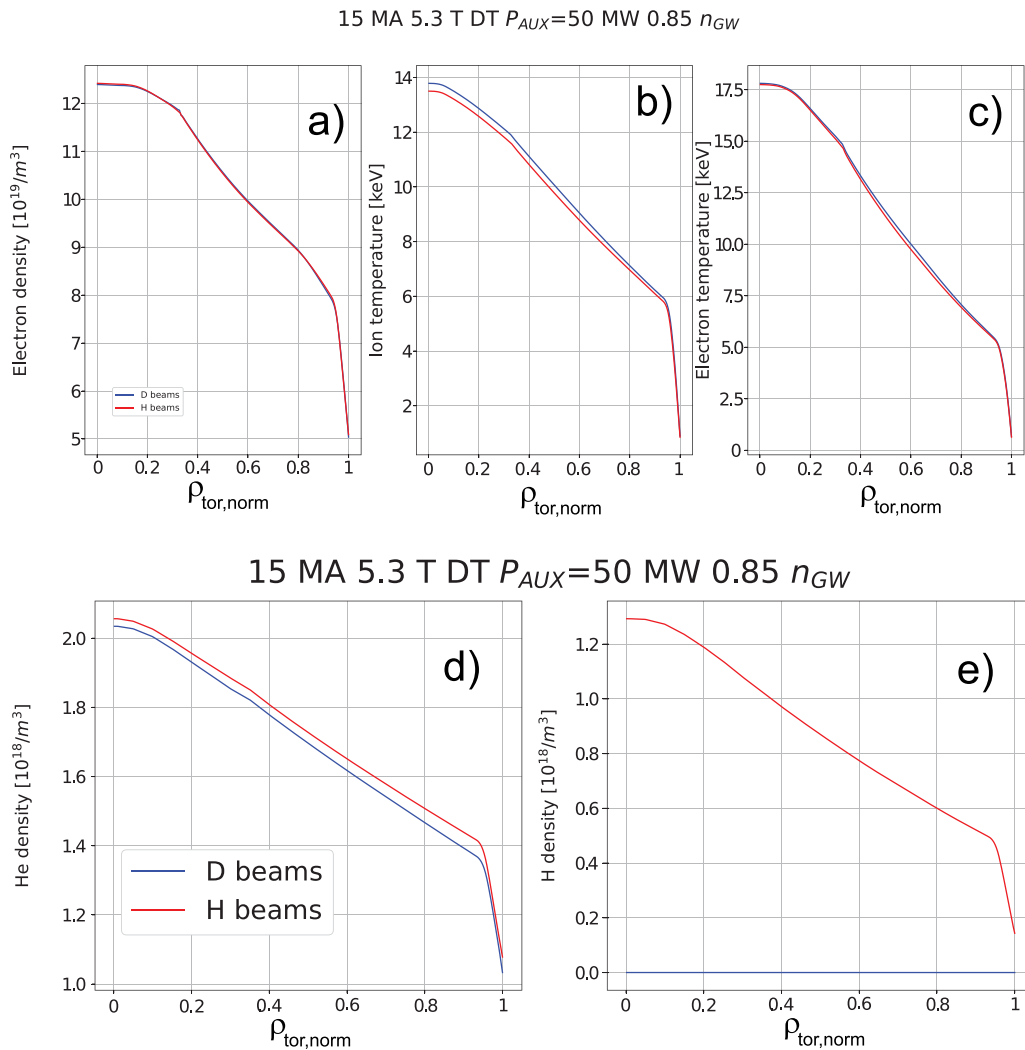 15 MA 5.3 T DT P_AUX=50 MW 0.85 n_GW
a)
b)
c)
Electron density [10^19/m^3]
12
11
10
9
8
7
6
5
D beams
H beams
0 0.2 0.4 0.6 0.8 1
ρ_tor,norm
Ion temperature [keV]
14
12
10
8
6
4
2
0 0.2 0.4 0.6 0.8 1
ρ_tor,norm
Electron temperature [keV]
17.5
15.0
12.5
10.0
7.5
5.0
2.5
0
0 0.2 0.4 0.6 0.8 1
ρ_tor,norm
15 MA 5.3 T DT P_AUX=50 MW 0.85 n_GW
d)
e)
He density [10^18/m^3]
2.0
1.8
1.6
1.4
1.2
1.0
D beams
H beams
0 0.2 0.4 0.6 0.8 1
ρ_tor,norm
H density [10^18/m^3]
1.2
1.0
0.8
0.6
0.4
0.2
0.0
0 0.2 0.4 0.6 0.8 1
ρ_tor,norm